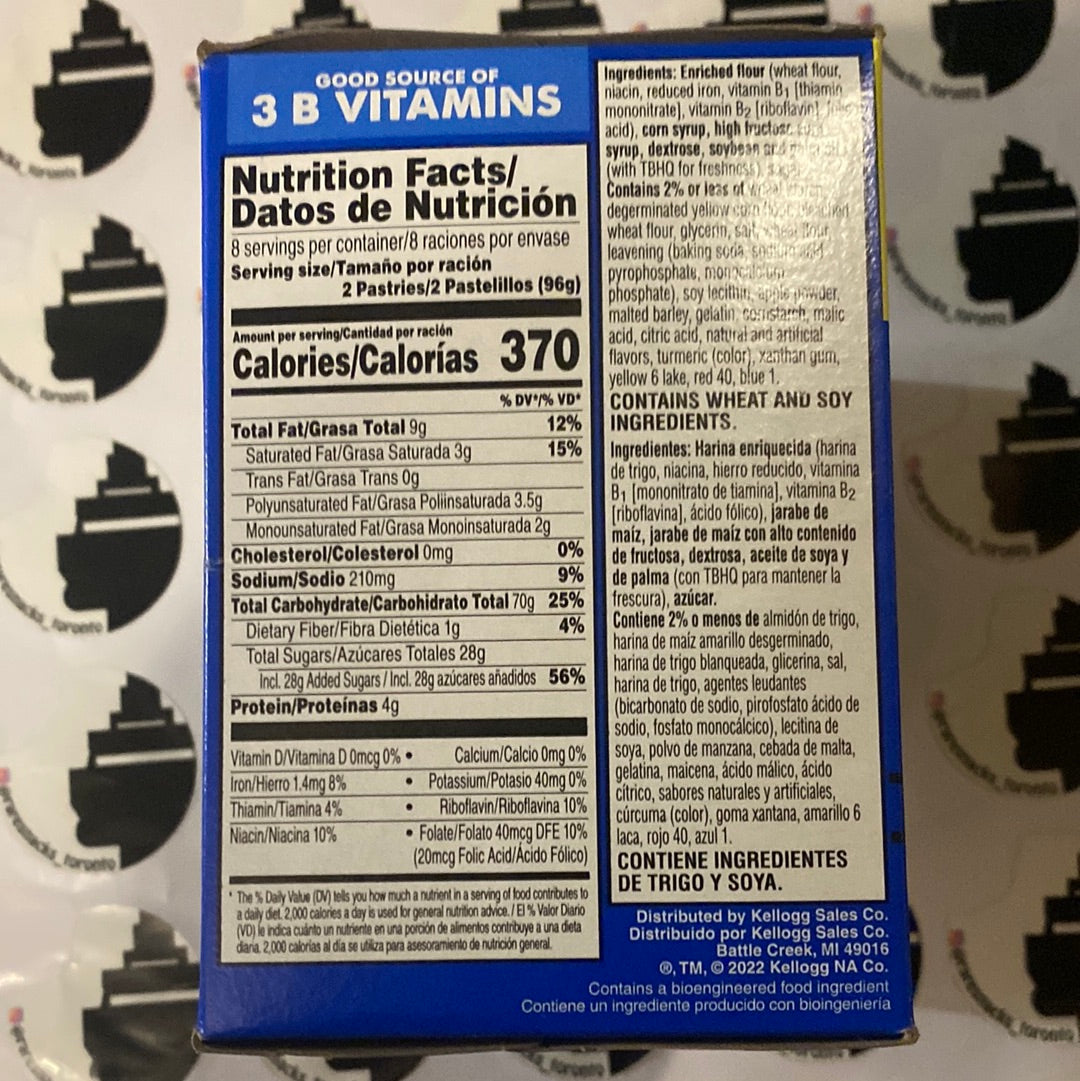 GOOD SOURCE OF
3 B VITAMINS
Nutrition Facts/
Datos de Nutrición
8 servings per container/8 raciones por envase
Serving size/Tamaño por ración
2 Pastries/2 Pastelillos (96g)
Amount per serving/Cantidad por ración
Calories/Calorías 370
% DV*/% VD*
Total Fat/Grasa Total 9g 12%
Saturated Fat/Grasa Saturada 3g 15%
Trans Fat/Grasa Trans 0g
Polyunsaturated Fat/Grasa Poliinsaturada 3.5g
Monounsaturated Fat/Grasa Monoinsaturada 2g
Cholesterol/Colesterol 0mg 0%
Sodium/Sodio 210mg 9%
Total Carbohydrate/Carbohidrato Total 70g 25%
Dietary Fiber/Fibra Dietética 1g 4%
Total Sugars/Azúcares Totales 28g
Incl. 28g Added Sugars / Incl. 28g azúcares añadidos 56%
Protein/Proteínas 4g
Vitamin D/Vitamina D 0mcg 0% • Calcium/Calcio 0mg 0%
Iron/Hierro 1.4mg 8% • Potassium/Potasio 40mg 0%
Thiamin/Tiamina 4% • Riboflavin/Riboflavina 10%
Niacin/Niacina 10% • Folate/Folato 40mcg DFE 10%
(20mcg Folic Acid/Ácido Fólico)
* The % Daily Value (DV) tells you how much a nutrient in a serving of food contributes to
a daily diet. 2,000 calories a day is used for general nutrition advice. / El % Valor Diario
(VD) le indica cuánto un nutriente en una porción de alimentos contribuye a una dieta
diaria. 2,000 calorías al día se utiliza para asesoramiento de nutrición general.
Ingredients: Enriched flour (wheat flour,
niacin, reduced iron, vitamin B1 [thiamin
mononitrate], vitamin B2 [riboflavin],
acid), corn syrup, high fructose
syrup, dextrose, soybean and
(with TBHQ for freshness),
Contains 2% or less of
degerminated yellow corn flour, bleached
wheat flour, glycerin, salt, wheat flour,
leavening (baking soda, sodium acid
pyrophosphate, monocalcium
phosphate), soy lecithin, apple powder,
malted barley, gelatin, cornstarch, malic
acid, citric acid, natural and artificial
flavors, turmeric (color), xanthan gum,
yellow 6 lake, red 40, blue 1.
CONTAINS WHEAT AND SOY
INGREDIENTS.
Ingredientes: Harina enriquecida (harina
de trigo, niacina, hierro reducido, vitamina
B1 [mononitrato de tiamina], vitamina B2
[riboflavina], ácido fólico), jarabe de
maíz, jarabe de maíz con alto contenido
de fructosa, dextrosa, aceite de soya y
de palma (con TBHQ para mantener la
frescura), azúcar.
Contiene 2% o menos de almidón de trigo,
harina de maíz amarillo desgerminado,
harina de trigo blanqueada, glicerina, sal,
harina de trigo, agentes leudantes
(bicarbonato de sodio, pirofosfato ácido de
sodio, fosfato monocálcico), lecitina de
soya, polvo de manzana, cebada de malta,
gelatina, maicena, ácido málico, ácido
cítrico, sabores naturales y artificiales,
cúrcuma (color), goma xantana, amarillo 6
laca, rojo 40, azul 1.
CONTIENE INGREDIENTES
DE TRIGO Y SOYA.
Distributed by Kellogg Sales Co.
Distribuido por Kellogg Sales Co.
Battle Creek, MI 49016
®, TM, © 2022 Kellogg NA Co.
Contains a bioengineered food ingredient
Contiene un ingrediente producido con bioingeniería